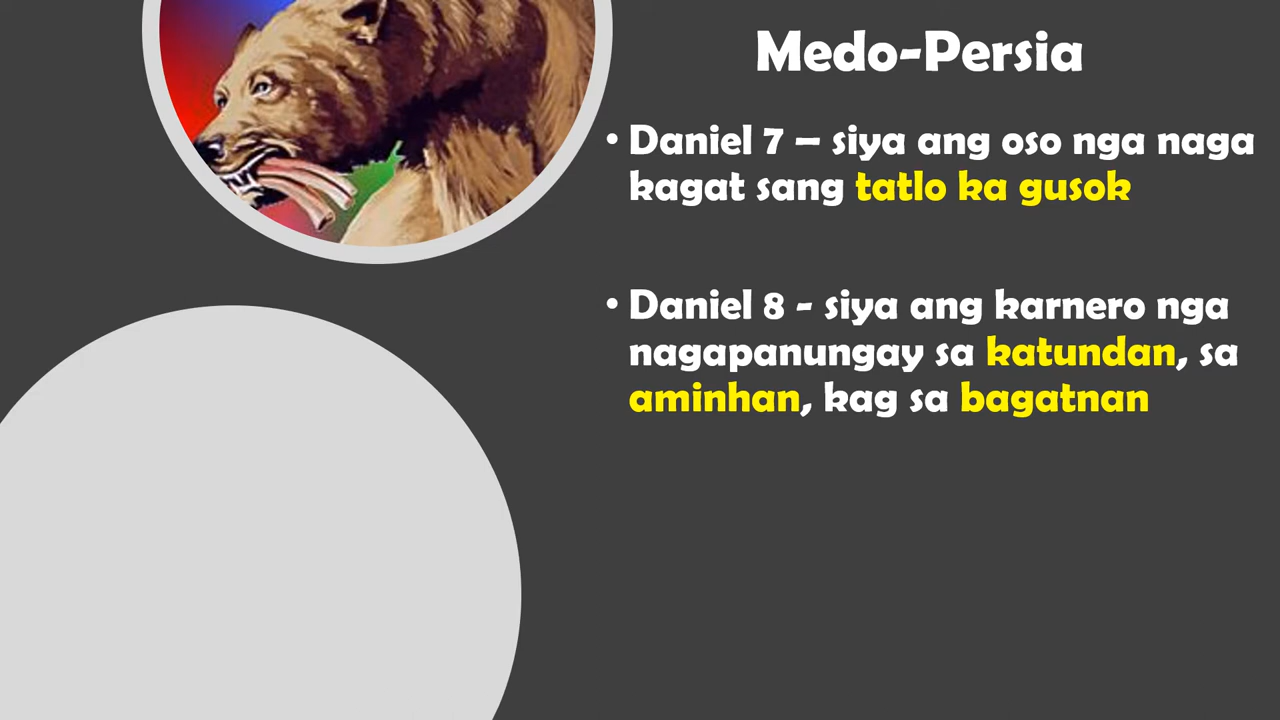 Medo-Persia
• Daniel 7 – siya ang oso nga naga
kagat sang tatlo ka gusok
• Daniel 8 - siya ang karnero nga
nagapanungay sa katundan, sa
aminhan, kag sa bagatnan